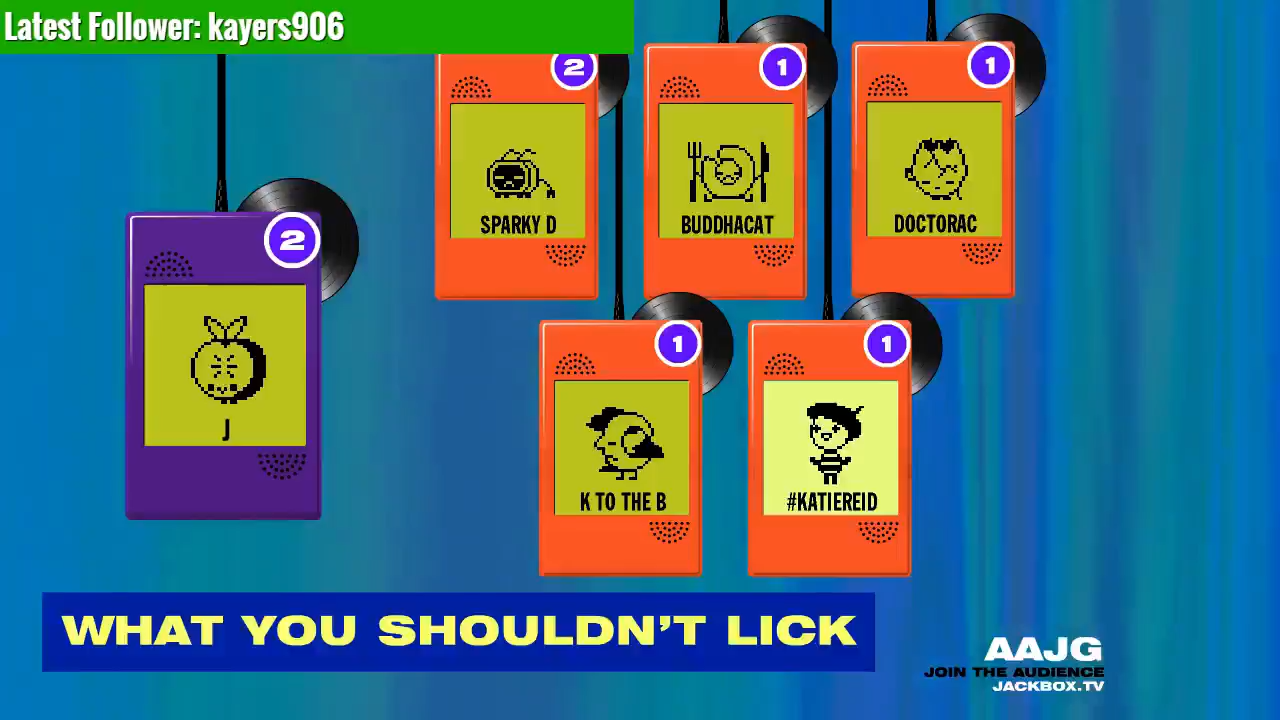 Latest Follower: kayers906
2
SPARKY D
1
BUDDHACAT
1
DOCTORAC
2
J
1
K TO THE B
1
#KATIEREID
WHAT YOU SHOULDN'T LICK
AAJG
JOIN THE AUDIENCE
JACKBOX.TV